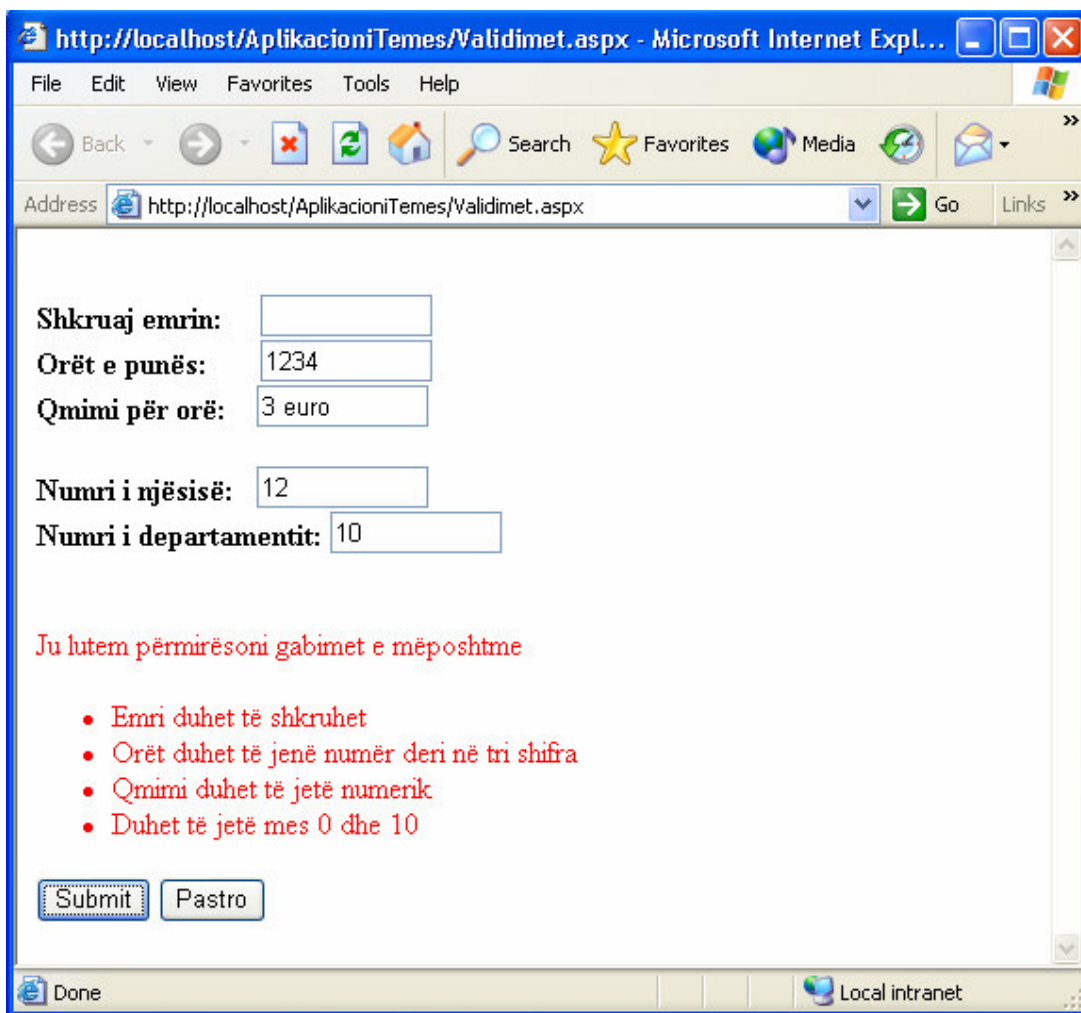 http://localhost/AplikacioniTemes/Validimet.aspx - Microsoft Internet Expl...
File Edit View Favorites Tools Help
Back Search Favorites Media »
Address http://localhost/AplikacioniTemes/Validimet.aspx Go Links »
Shkruaj emrin:
Orët e punës: 1234
Qmimi për orë: 3 euro
Numri i njësisë: 12
Numri i departamentit: 10
Ju lutem përmirësoni gabimet e mëposhtme
• Emri duhet të shkruhet
• Orët duhet të jenë numër deri në tri shifra
• Qmimi duhet të jetë numerik
• Duhet të jetë mes 0 dhe 10
Submit Pastro
Done Local intranet